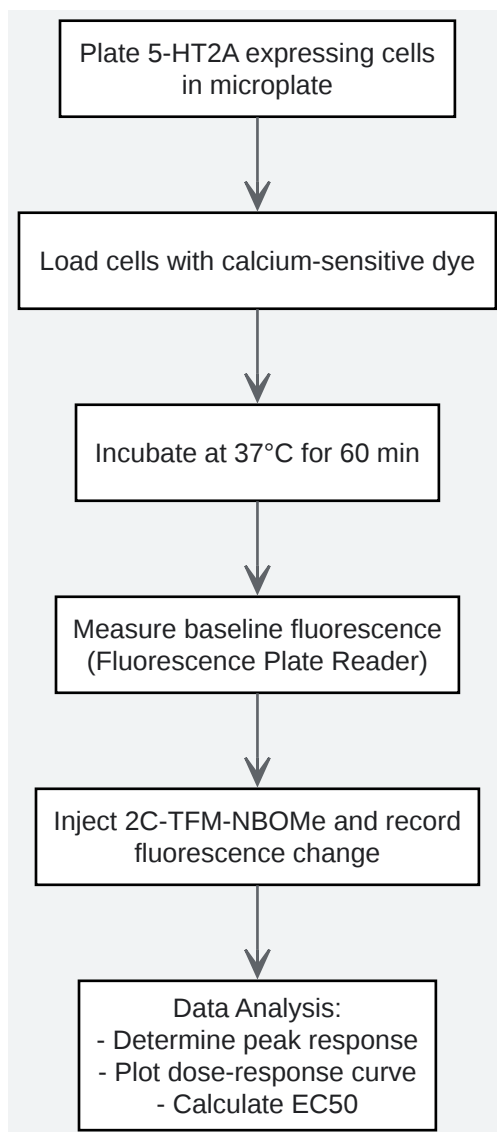 Plate 5-HT2A expressing cells
in microplate
Load cells with calcium-sensitive dye
Incubate at 37°C for 60 min
Measure baseline fluorescence
(Fluorescence Plate Reader)
Inject 2C-TFM-NBOMe and record
fluorescence change
Data Analysis:
- Determine peak response
- Plot dose-response curve
- Calculate EC50